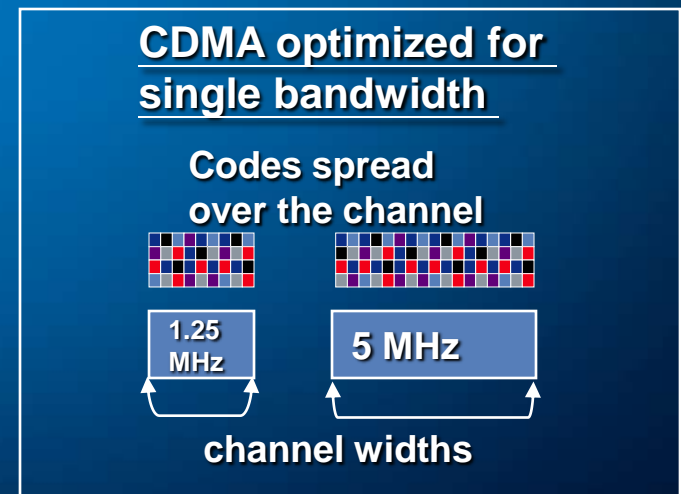 CDMA optimized for
single bandwidth
Codes spread
over the channel
1.25
MHz
5 MHz
channel widths